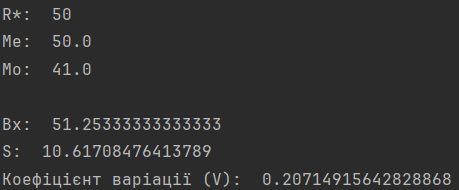 R*:  50
Me:  50.0
Mo:  41.0
Bx:  51.25333333333333
S:  10.61708476413789
Коефіцієнт варіації (V):  0.20714915642828868